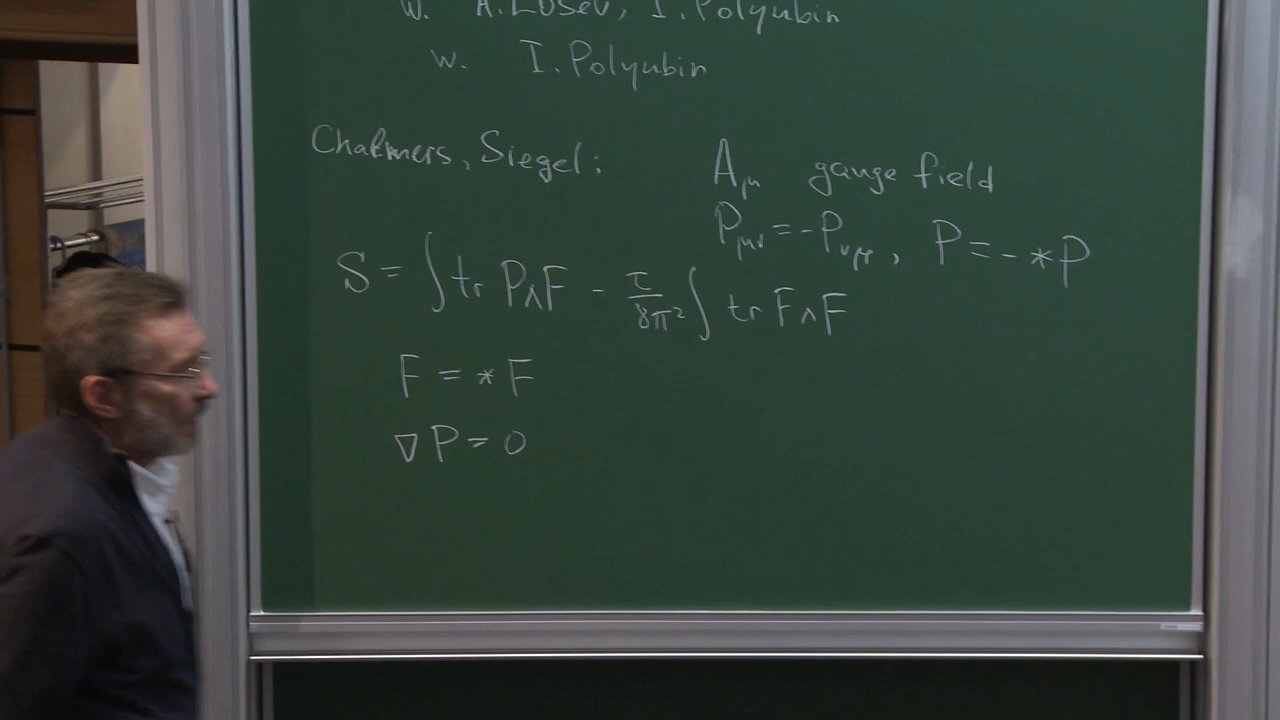 w. A. Losev, I. Polyubin
w. I. Polyubin
Chalmers, Siegel:
A_μ gauge field
P_μν = -P_νμ, P = -*P
S = ∫ tr P∧F - τ/8π² ∫ tr F∧F
F = *F
∇P = 0